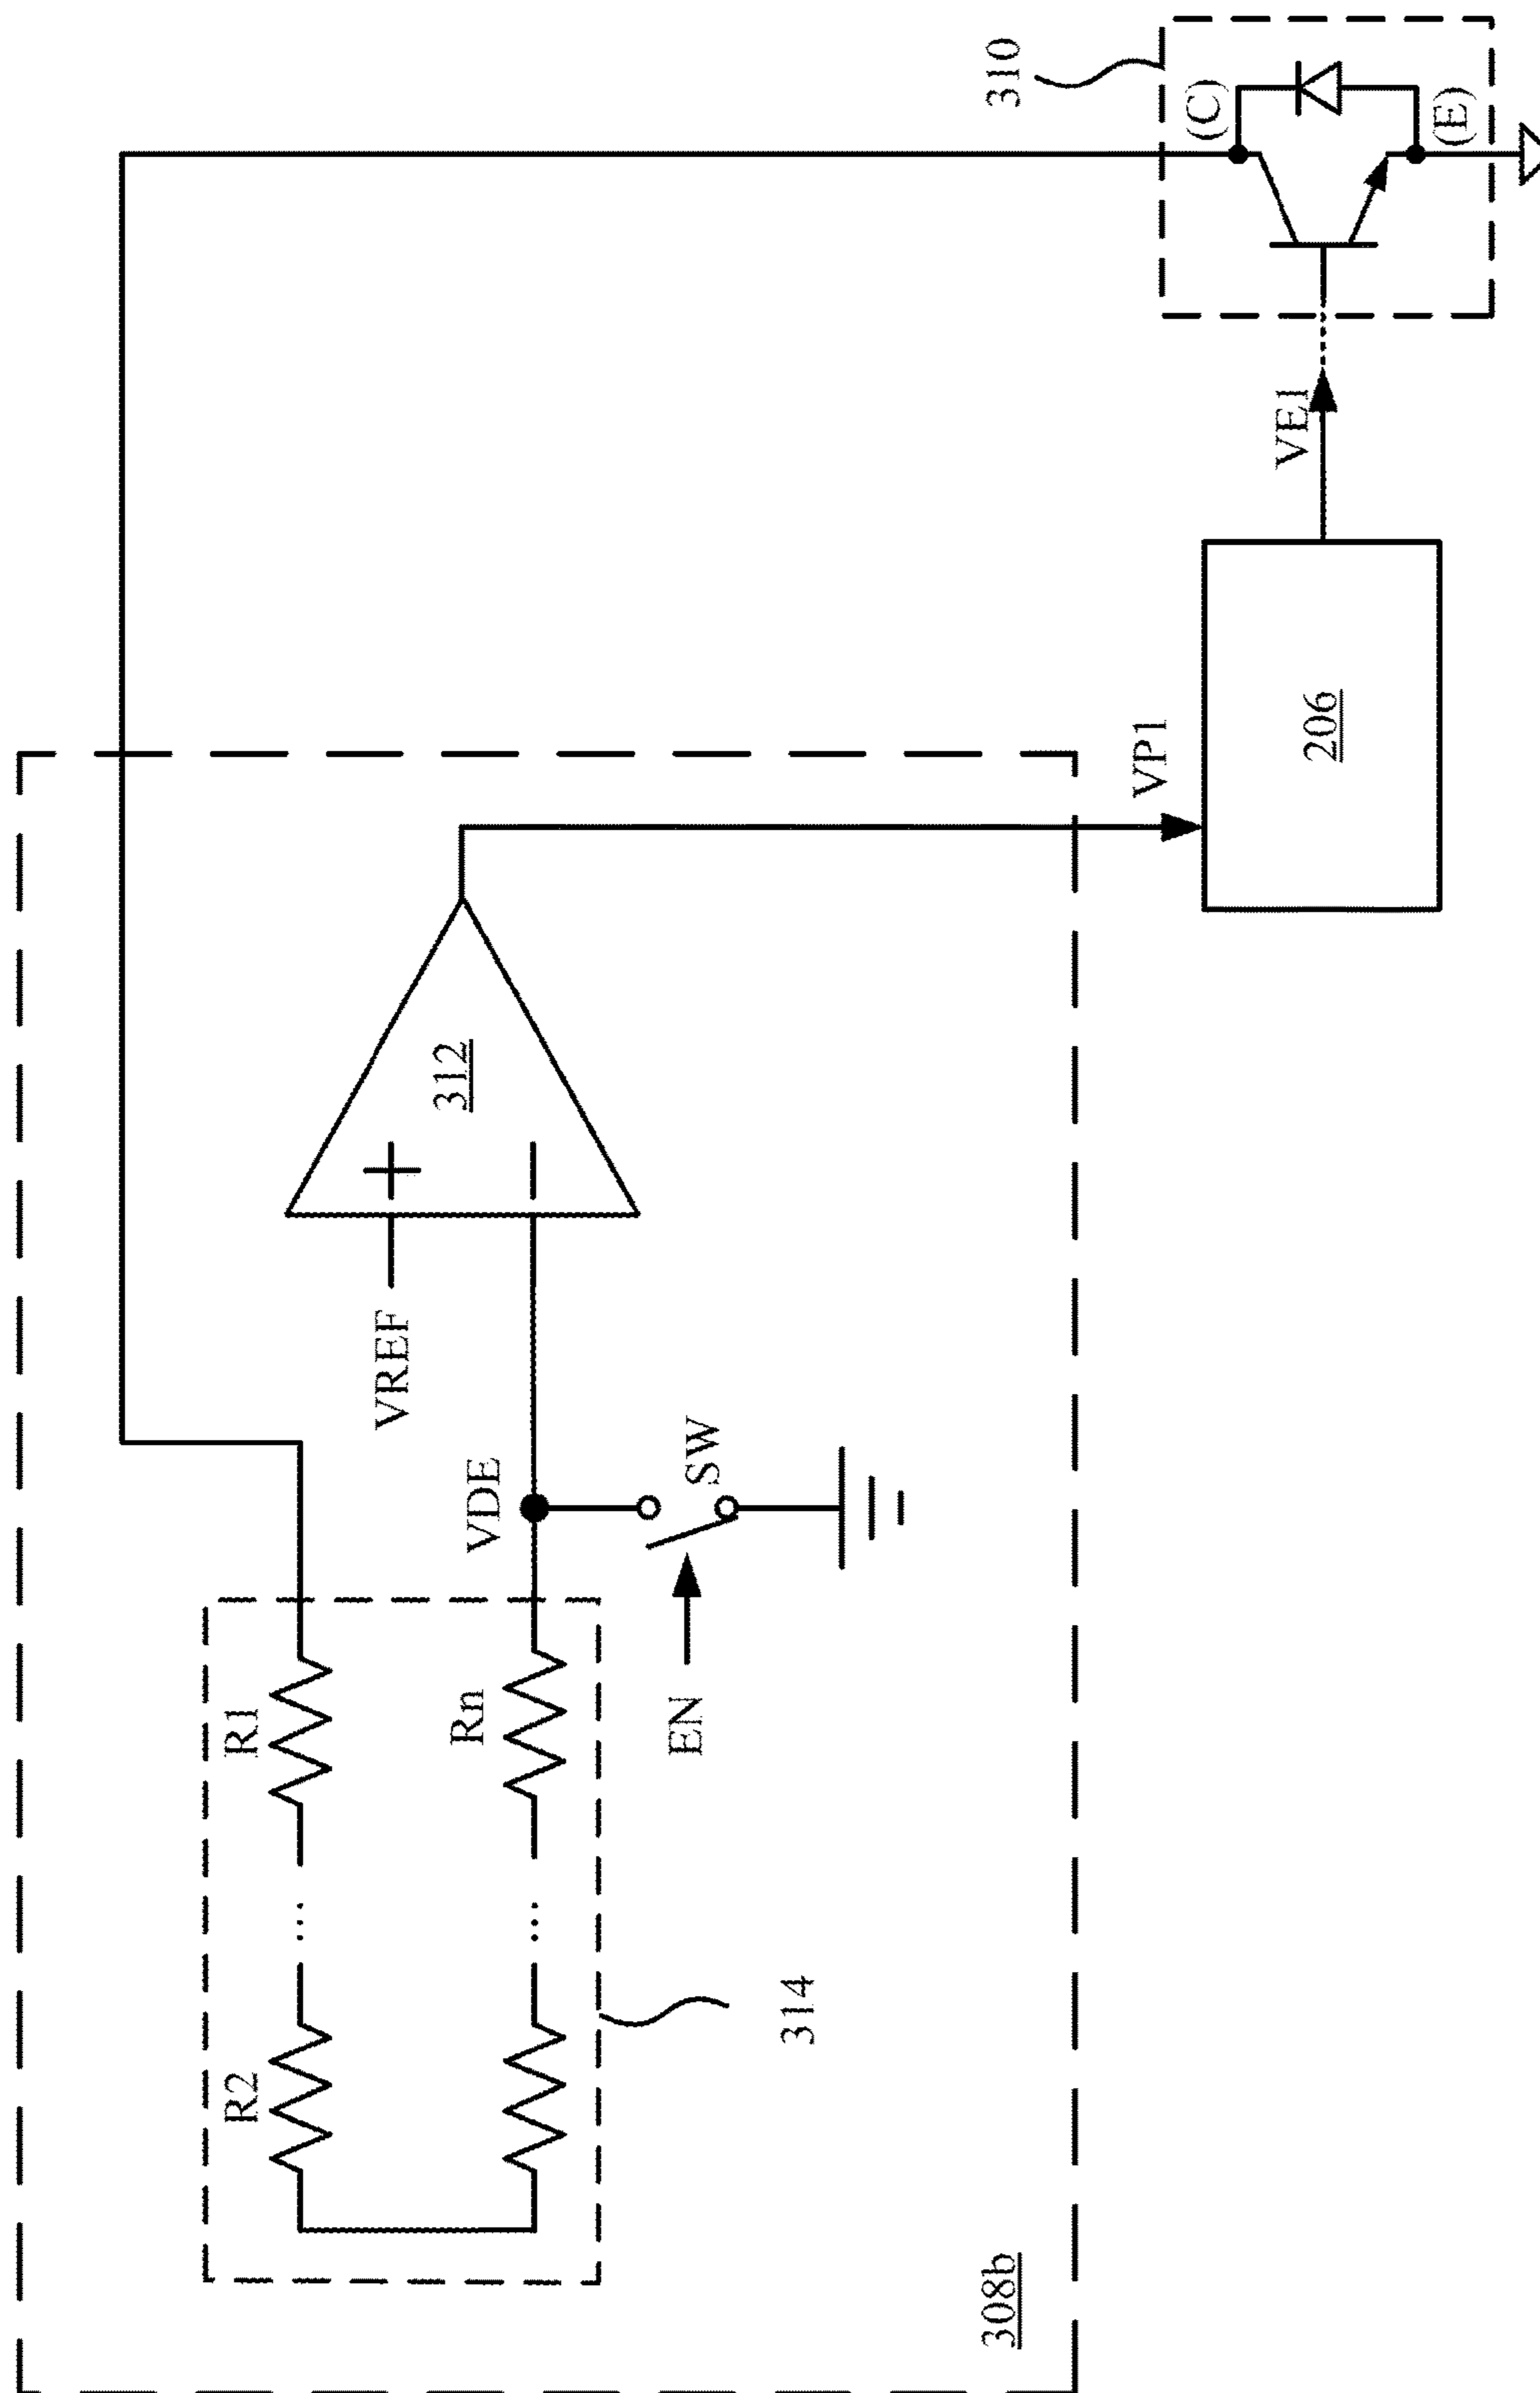 308b
314
R2
R1
Rn
EN
SW
VDE
VREF
+
−
312
VP1
206
VE1
310
(C)
(E)
...
...